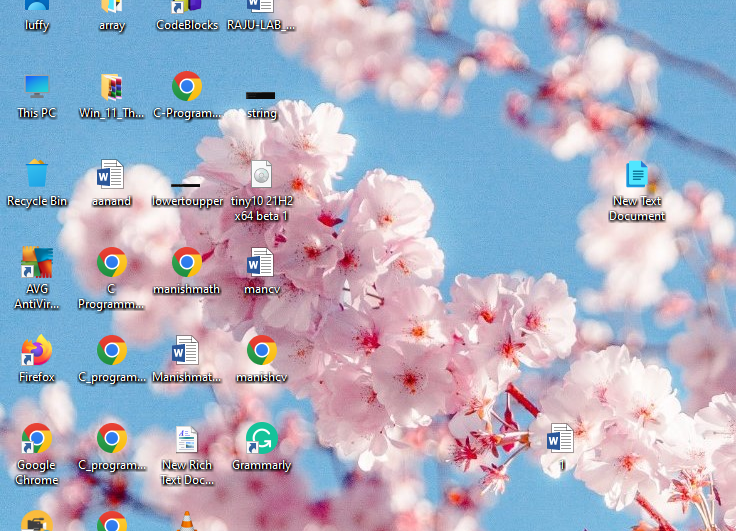 luffy
array
CodeBlocks
RAJU-LAB_...
This PC
Win_11_Th...
C-Program...
string
Recycle Bin
aanand
lowertoupper
tiny10 21H2
x64 beta 1
New Text
Document
AVG
AntiVir...
C
Programm...
manishmath
mancv
Firefox
C_program...
Manishmat...
manishcv
Google
Chrome
C_program...
New Rich
Text Doc...
Grammarly
1